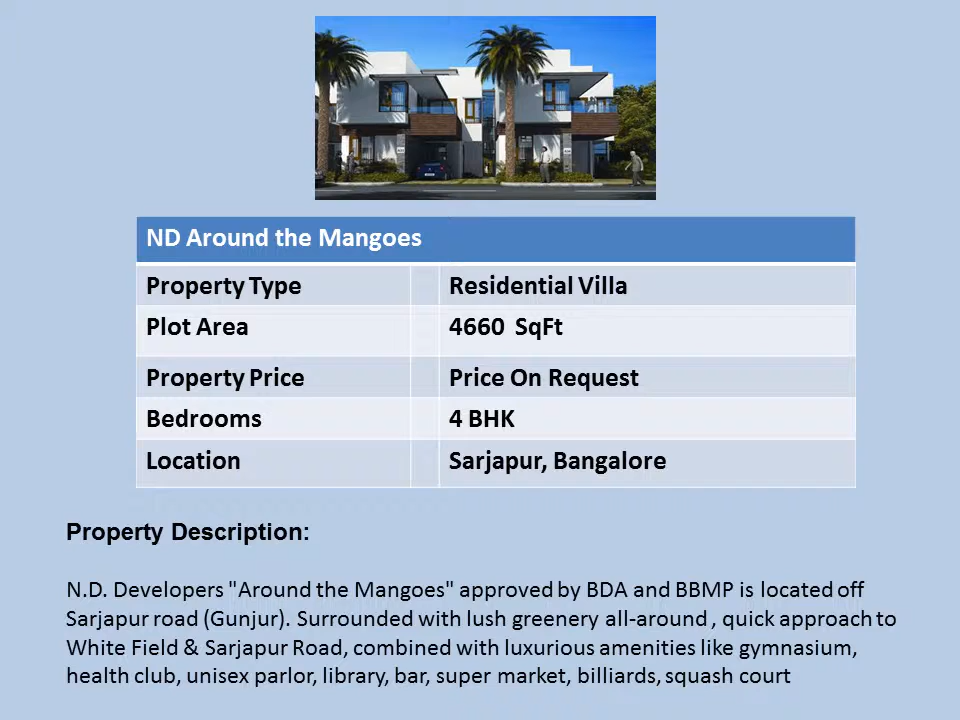 ND Around the Mangoes
Property Type Residential Villa
Plot Area 4660 SqFt
Property Price Price On Request
Bedrooms 4 BHK
Location Sarjapur, Bangalore
Property Description:
N.D. Developers "Around the Mangoes" approved by BDA and BBMP is located off
Sarjapur road (Gunjur). Surrounded with lush greenery all-around , quick approach to
White Field & Sarjapur Road, combined with luxurious amenities like gymnasium,
health club, unisex parlor, library, bar, super market, billiards, squash court